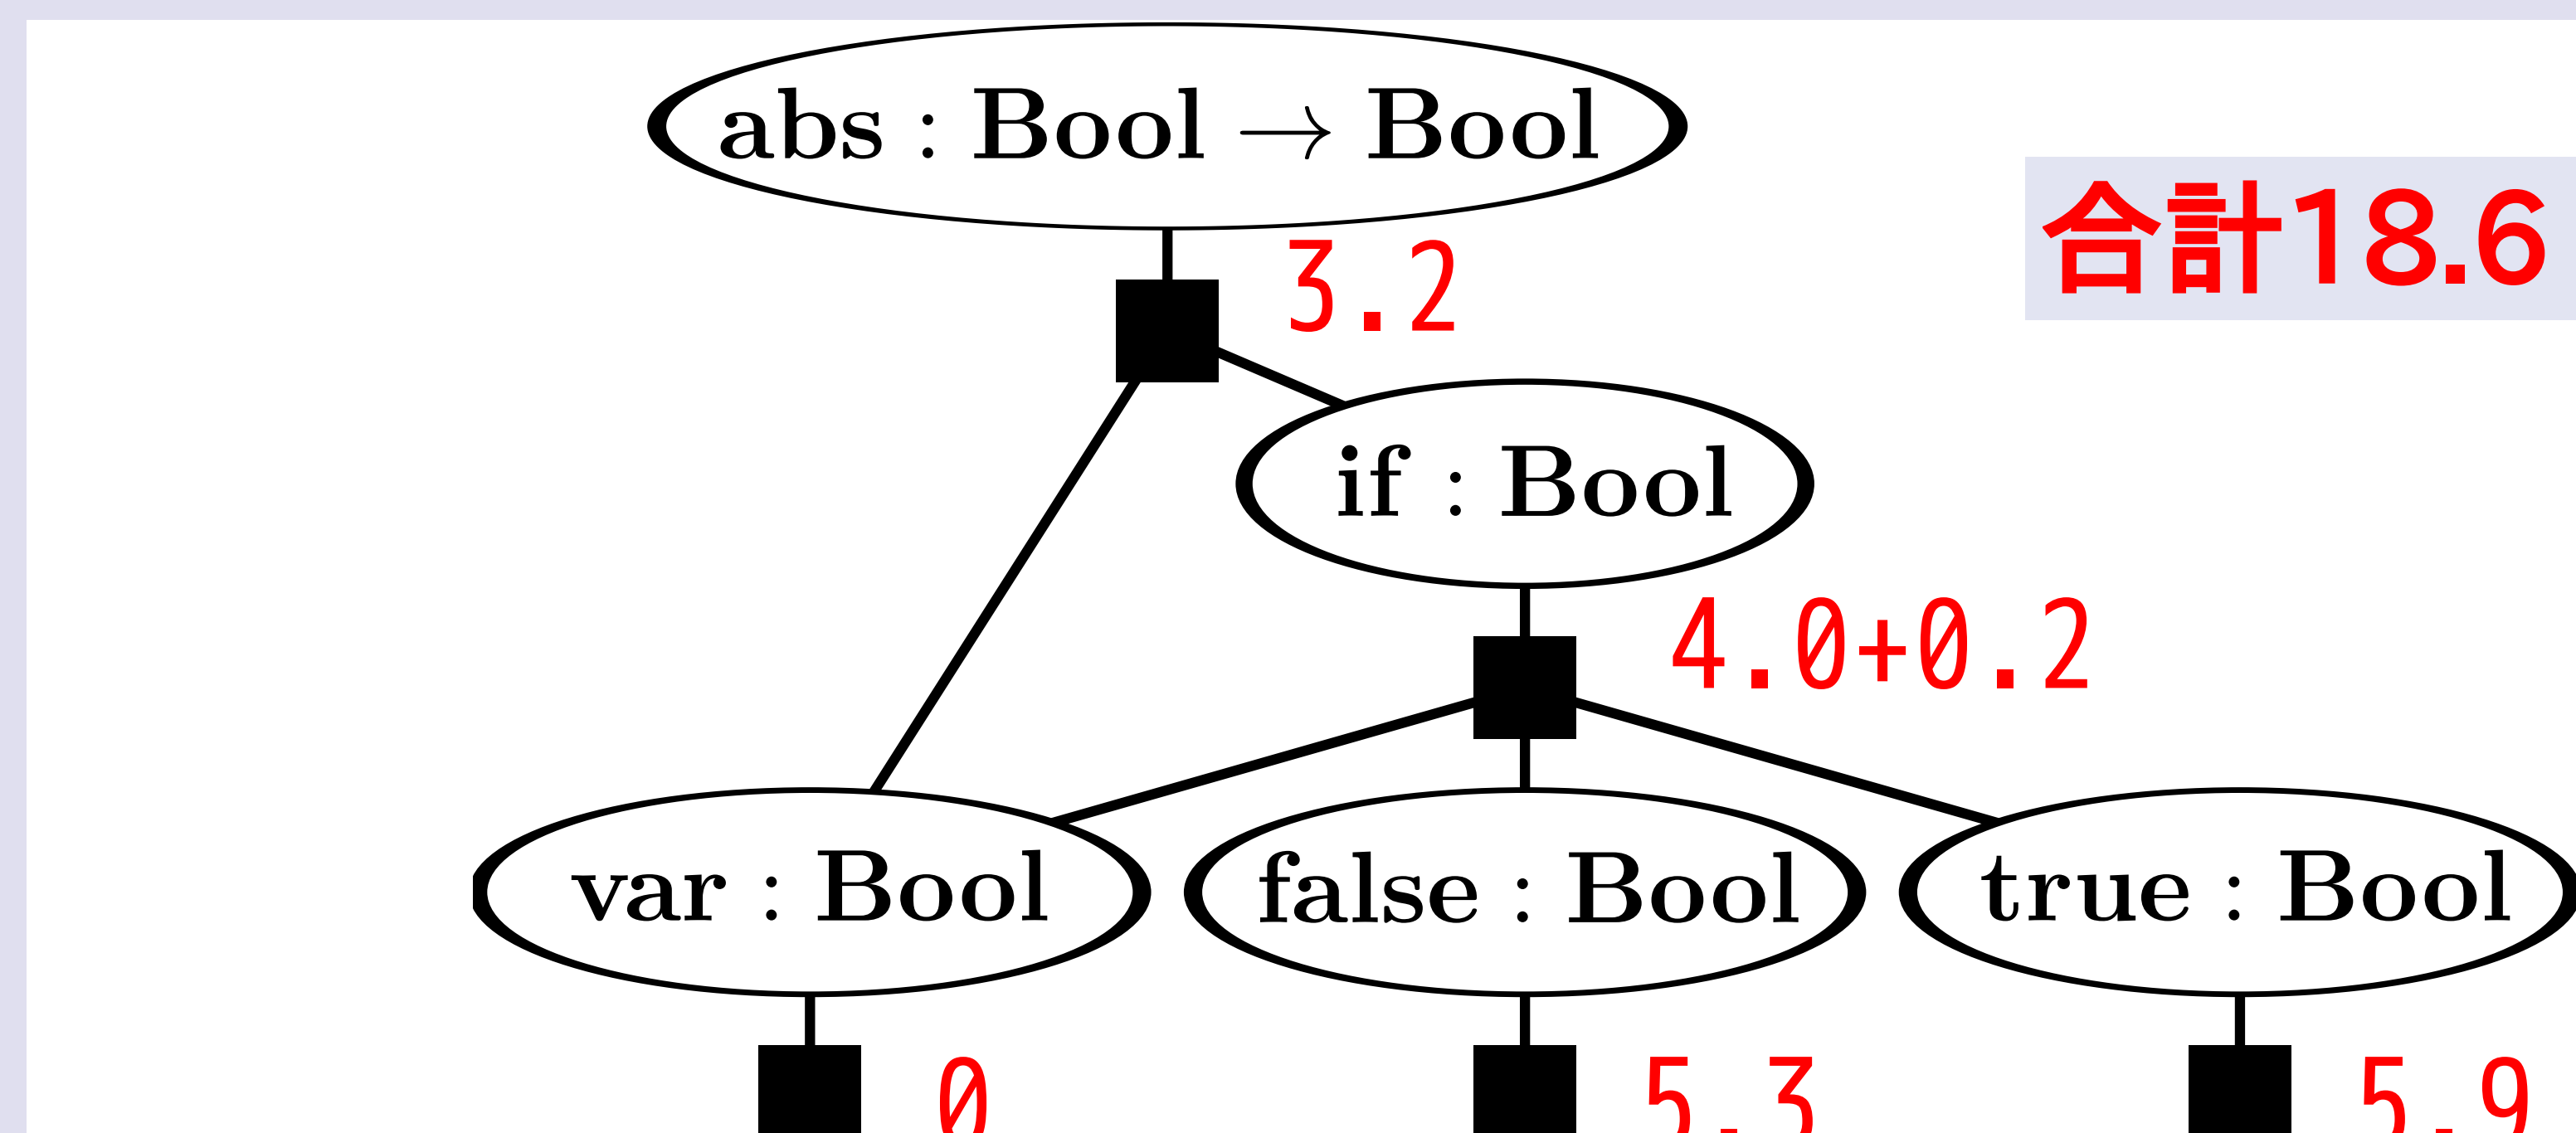 abs : Bool → Bool
合計18.6
3.2
if : Bool
4.0+0.2
var : Bool
false : Bool
true : Bool
0
5.3
5.9